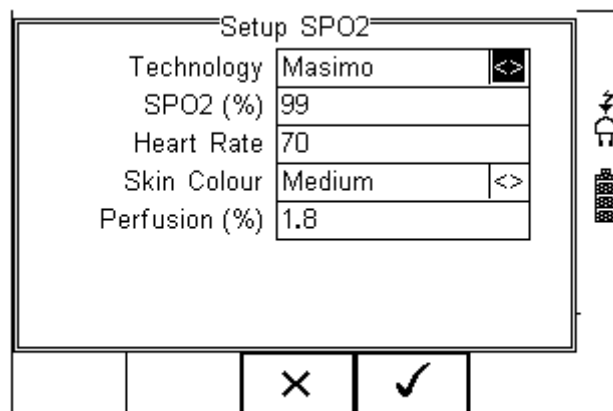 Setup SPO2
Technology Masimo <>
SPO2 (%) 99
Heart Rate 70
Skin Colour Medium <>
Perfusion (%) 1.8